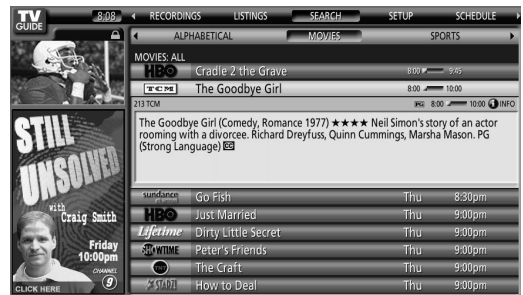 TV GUIDE
8:08
RECORDINGS LISTINGS SEARCH SETUP SCHEDULE
ALPHABETICAL MOVIES SPORTS
MOVIES: ALL
HBO Cradle 2 the Grave 8:00 9:45
TCM The Goodbye Girl 8:00 10:00
213 TCM PG 8:00 10:00 INFO
The Goodbye Girl (Comedy, Romance 1977) ★★★★ Neil Simon's story of an actor
rooming with a divorcee. Richard Dreyfuss, Quinn Cummings, Marsha Mason. PG
(Strong Language) CC
sundance Go Fish Thu 8:30pm
HBO Just Married Thu 9:00pm
Lifetime Dirty Little Secret Thu 9:00pm
SHOWTIME Peter's Friends Thu 9:00pm
TNT The Craft Thu 9:00pm
STARZ! How to Deal Thu 9:00pm
STILL
UNSOLVED
with
Craig Smith
Friday
10:00pm
CHANNEL
9
CLICK HERE